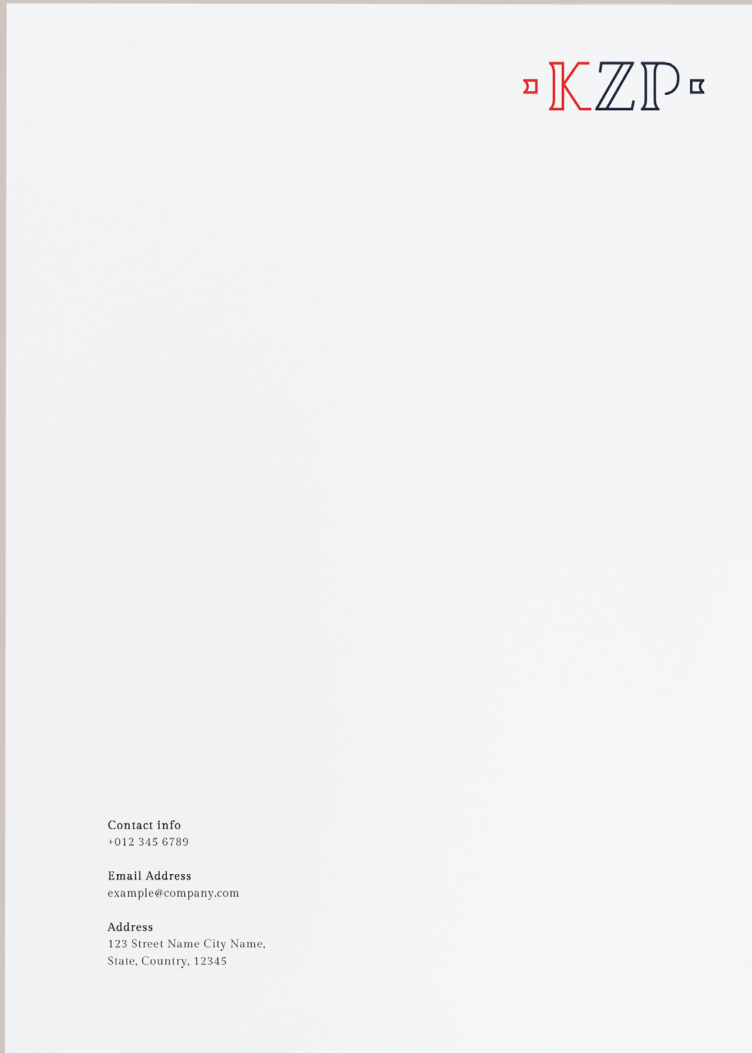 KZP
Contact info
+012 345 6789
Email Address
example@company.com
Address
123 Street Name City Name,
State, Country, 12345